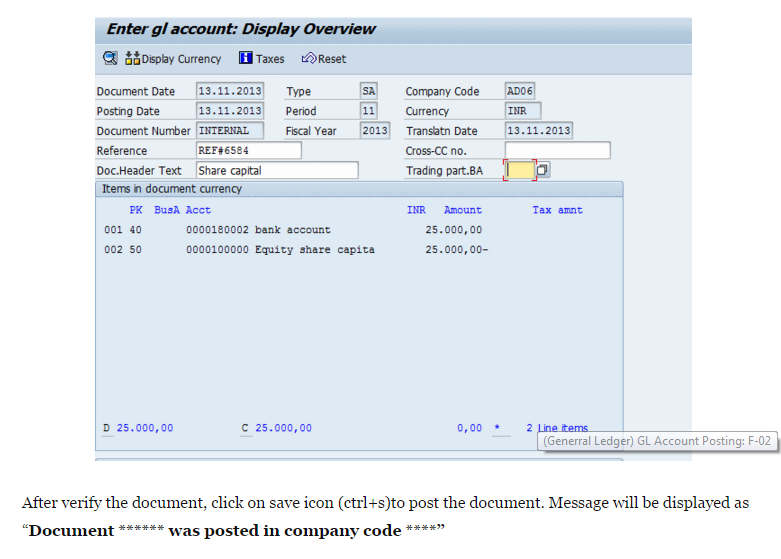 Enter gl account: Display Overview
Display Currency Taxes Reset
Document Date 13.11.2013 Type SA Company Code AD06
Posting Date 13.11.2013 Period 11 Currency INR
Document Number INTERNAL Fiscal Year 2013 Translatn Date 13.11.2013
Reference REF#6584 Cross-CC no.
Doc.Header Text Share capital Trading part.BA
Items in document currency
PK BusA Acct INR Amount Tax amnt
001 40 0000180002 bank account 25.000,00
002 50 0000100000 Equity share capita 25.000,00-
D 25.000,00 C 25.000,00 0,00 * 2 Line items
(Generral Ledger) GL Account Posting: F-02
After verify the document, click on save icon (ctrl+s)to post the document. Message will be displayed as
“Document ****** was posted in company code ****”